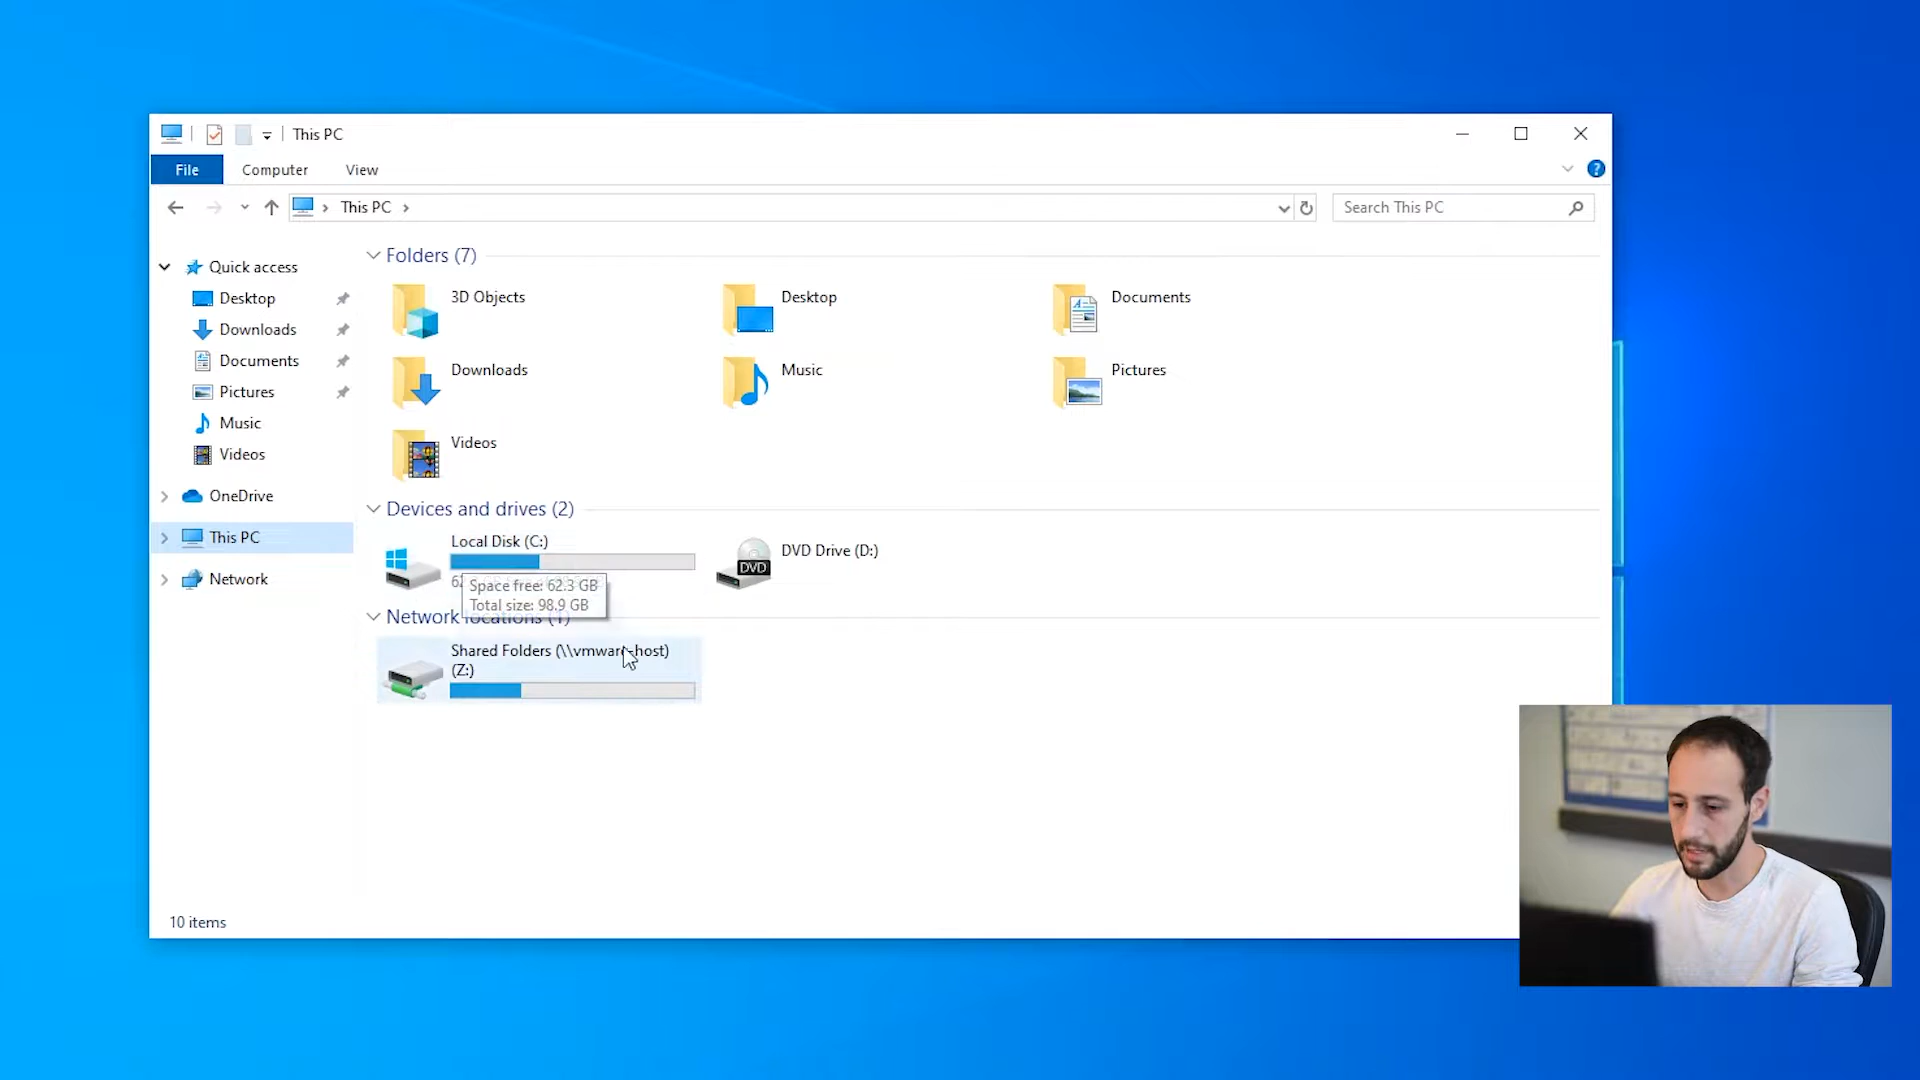 This PC
File Computer View
This PC
Search This PC
Quick access
Desktop
Downloads
Documents
Pictures
Music
Videos
OneDrive
This PC
Network
Folders (7)
3D Objects
Desktop
Documents
Downloads
Music
Pictures
Videos
Devices and drives (2)
Local Disk (C:)
Space free: 62.3 GB
Total size: 98.9 GB
DVD Drive (D:)
DVD
Network locations (1)
Shared Folders (\\vmware-host)
(Z:)
10 items